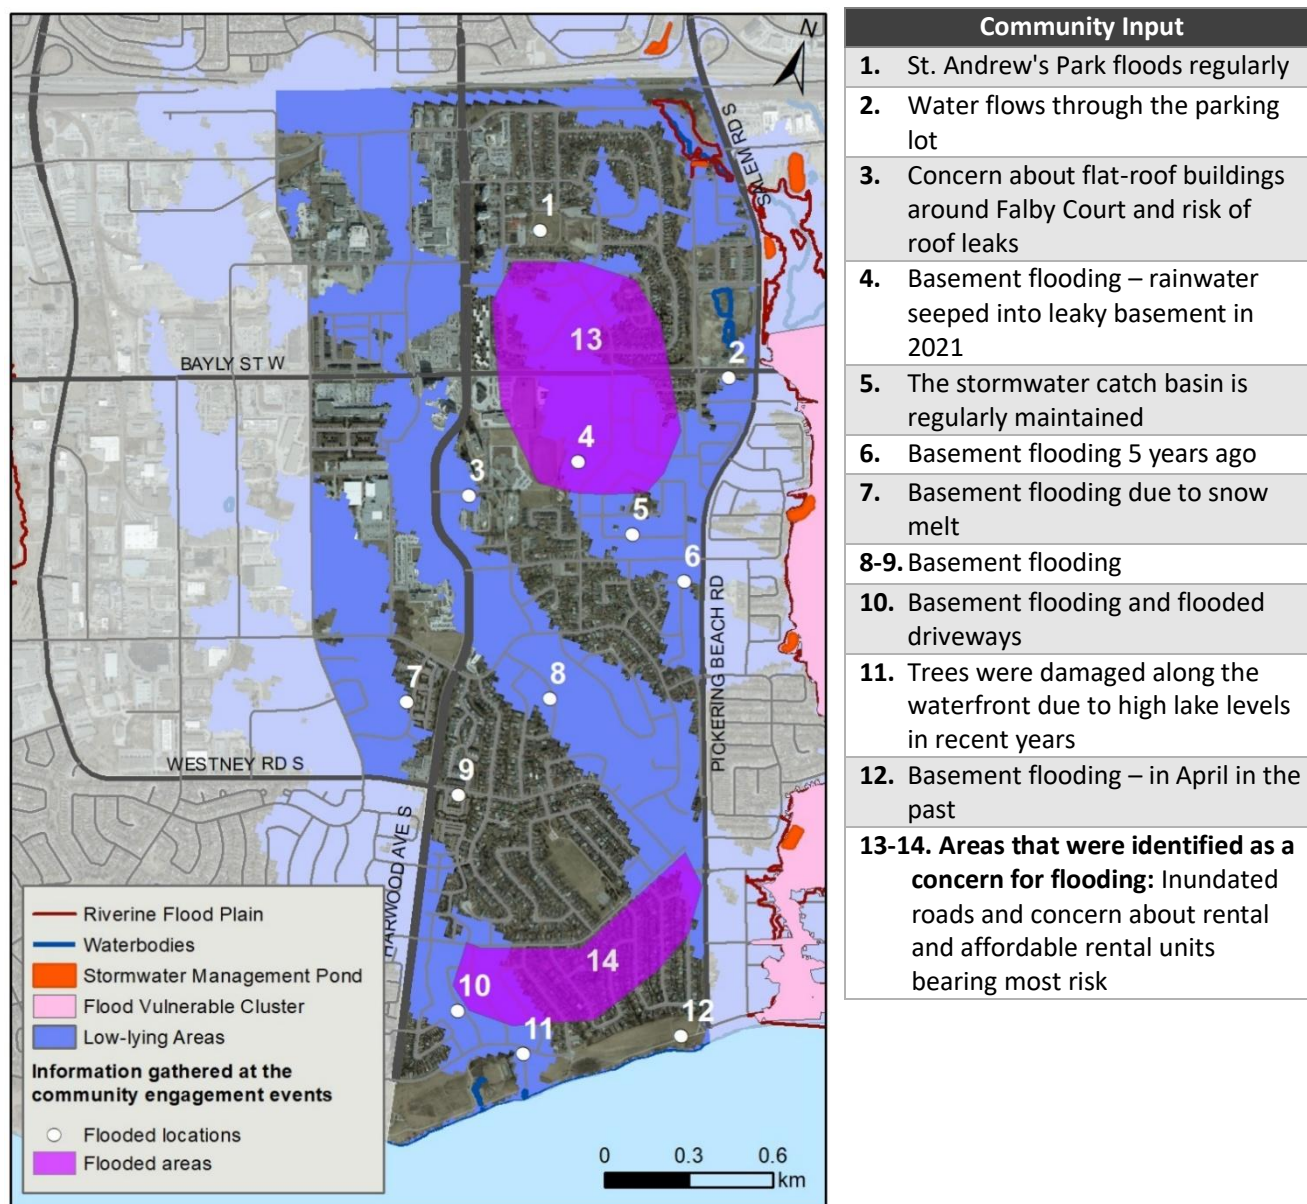 N
SALEM RD S
1
13
2
BAYLY ST W
4
3
5
6
PICKERING BEACH RD
7
8
WESTNEY RD S
9
HARWOOD AVE S
14
10
12
11
Riverine Flood Plain
Waterbodies
Stormwater Management Pond
Flood Vulnerable Cluster
Low-lying Areas
Information gathered at the
community engagement events
Flooded locations
Flooded areas
0 0.3 0.6
km
Community Input
1. St. Andrew's Park floods regularly
2. Water flows through the parking
lot
3. Concern about flat-roof buildings
around Falby Court and risk of
roof leaks
4. Basement flooding – rainwater
seeped into leaky basement in
2021
5. The stormwater catch basin is
regularly maintained
6. Basement flooding 5 years ago
7. Basement flooding due to snow
melt
8-9. Basement flooding
10. Basement flooding and flooded
driveways
11. Trees were damaged along the
waterfront due to high lake levels
in recent years
12. Basement flooding – in April in the
past
13-14. Areas that were identified as a
concern for flooding: Inundated
roads and concern about rental
and affordable rental units
bearing most risk